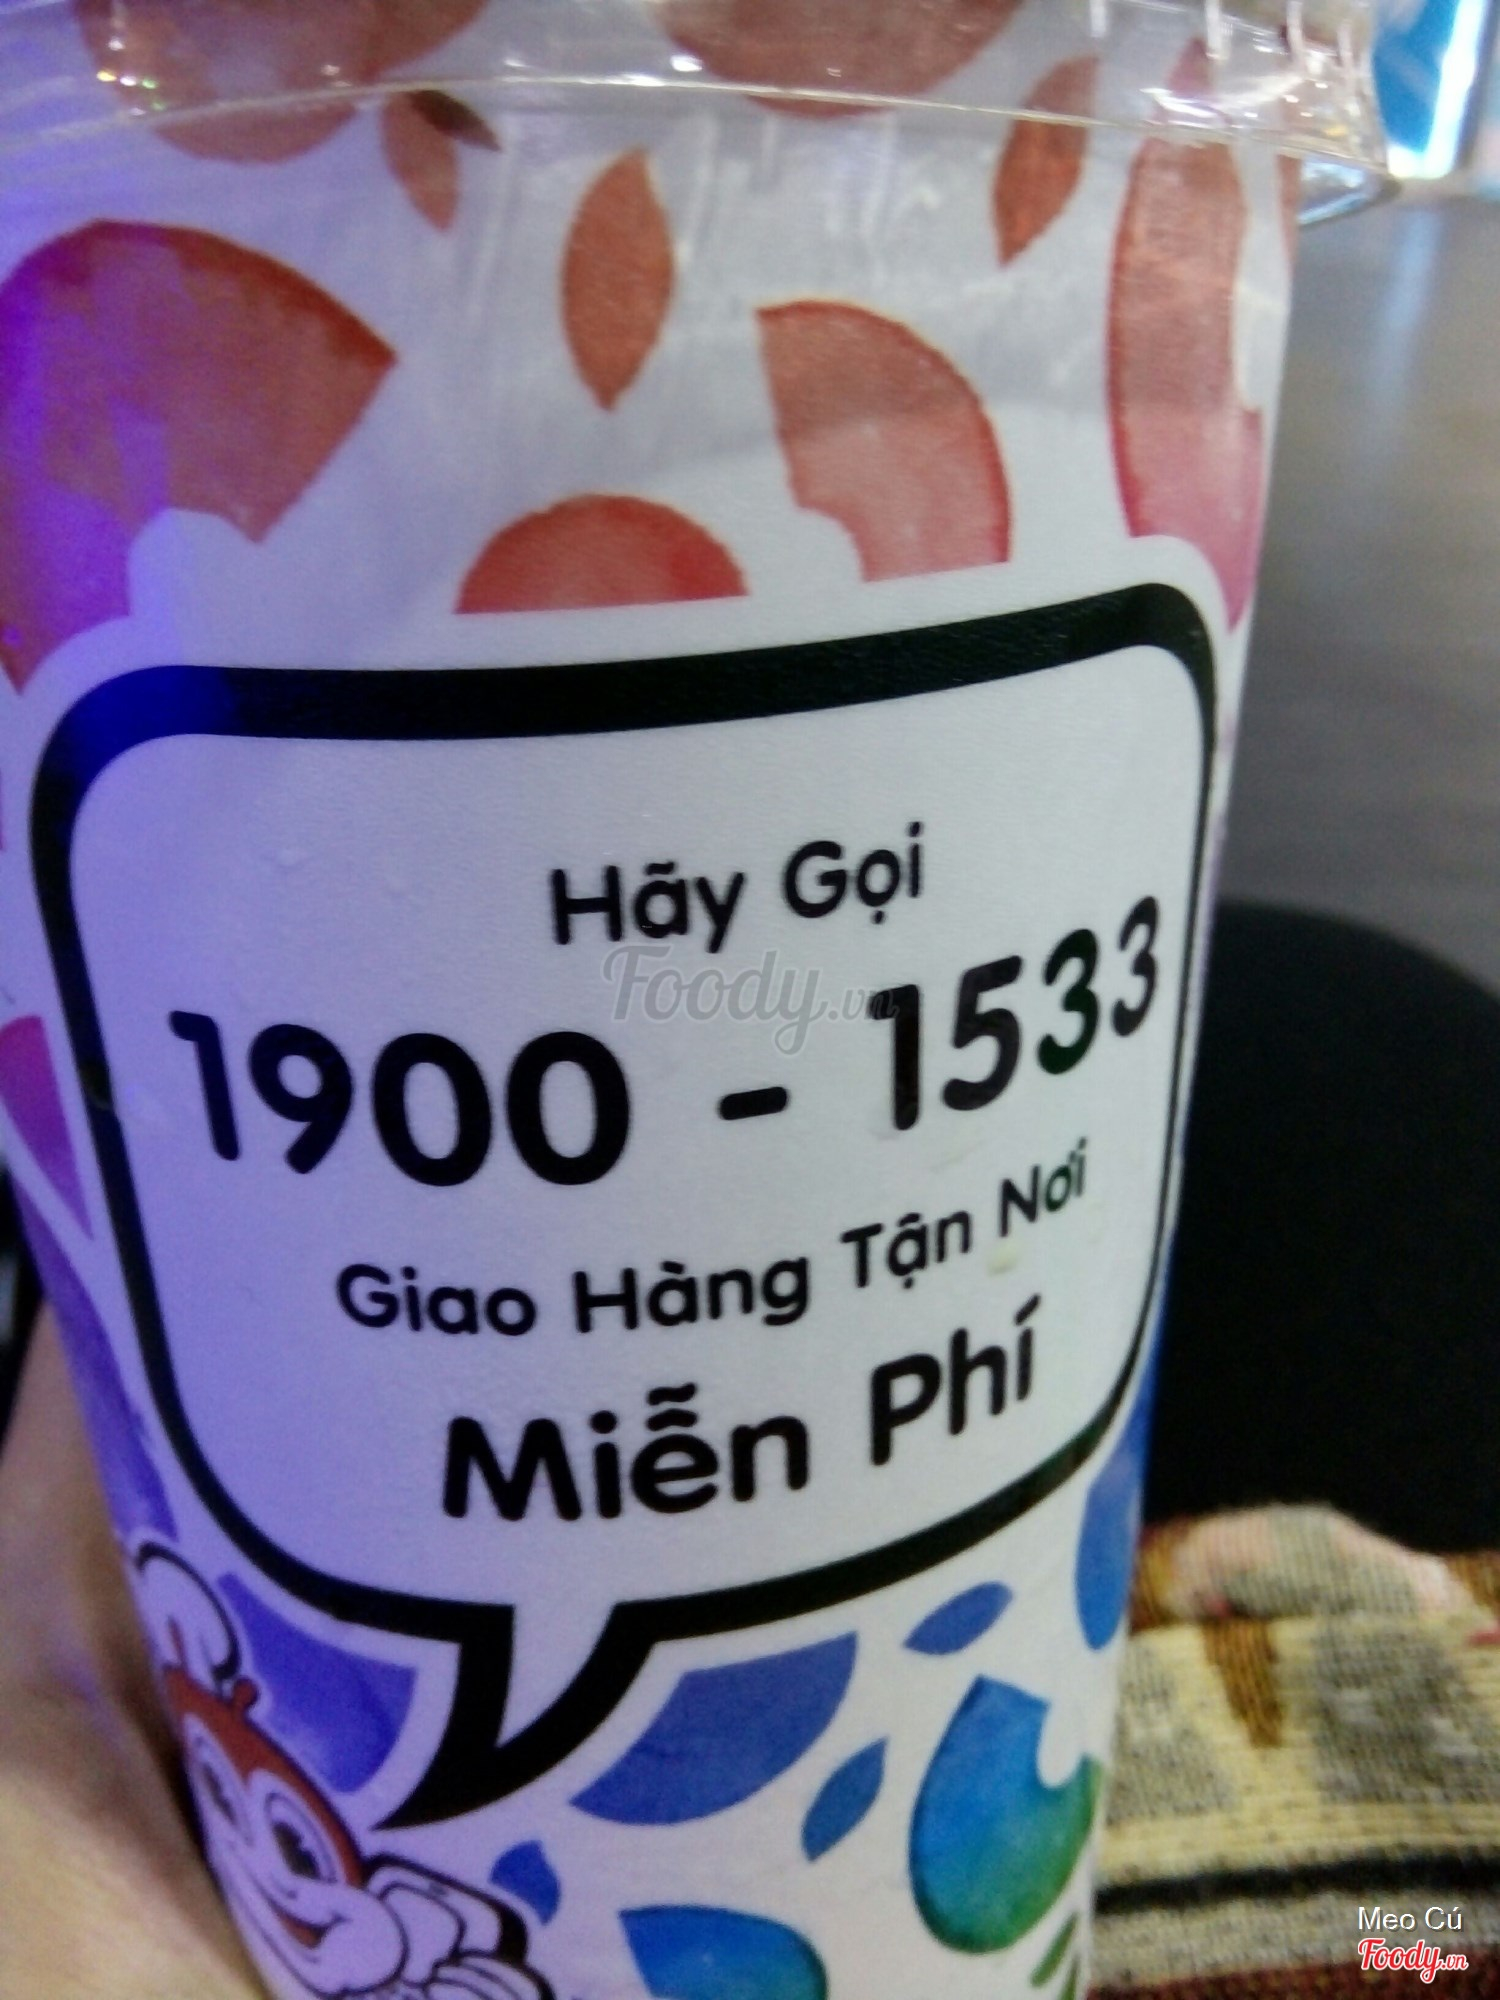 Hãy Gọi
1900 - 1533
Giao Hàng Tận Nơi
Miễn Phí
Foody.vn
Meo Cú
Foody.vn